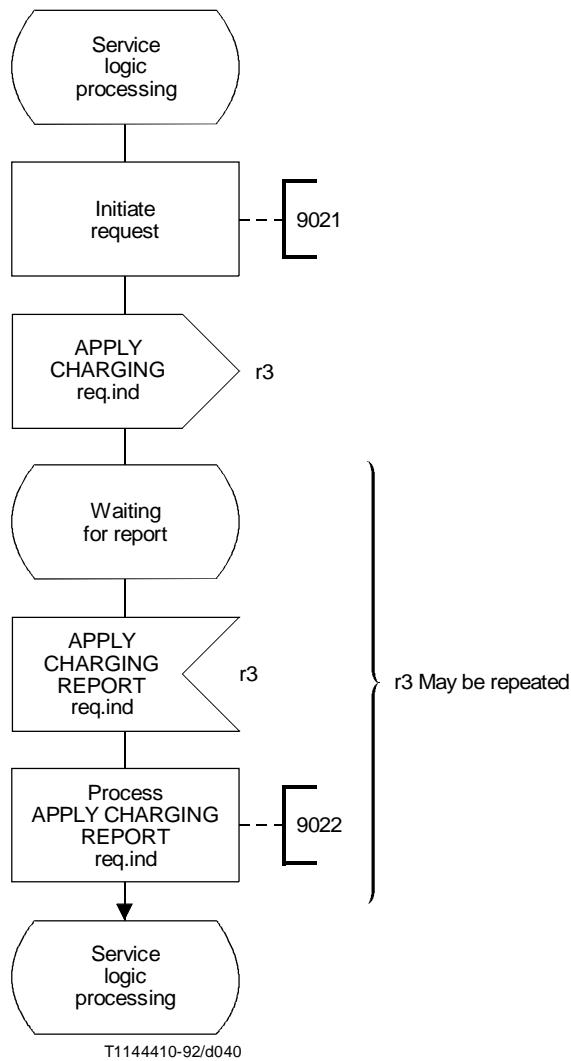 Service
logic
processing
Initiate
request
9021
APPLY
CHARGING
req.ind
r3
Waiting
for report
APPLY
CHARGING
REPORT
req.ind
r3
r3 May be repeated
Process
APPLY CHARGING
REPORT
req.ind
9022
Service
logic
processing
T1144410-92/d040